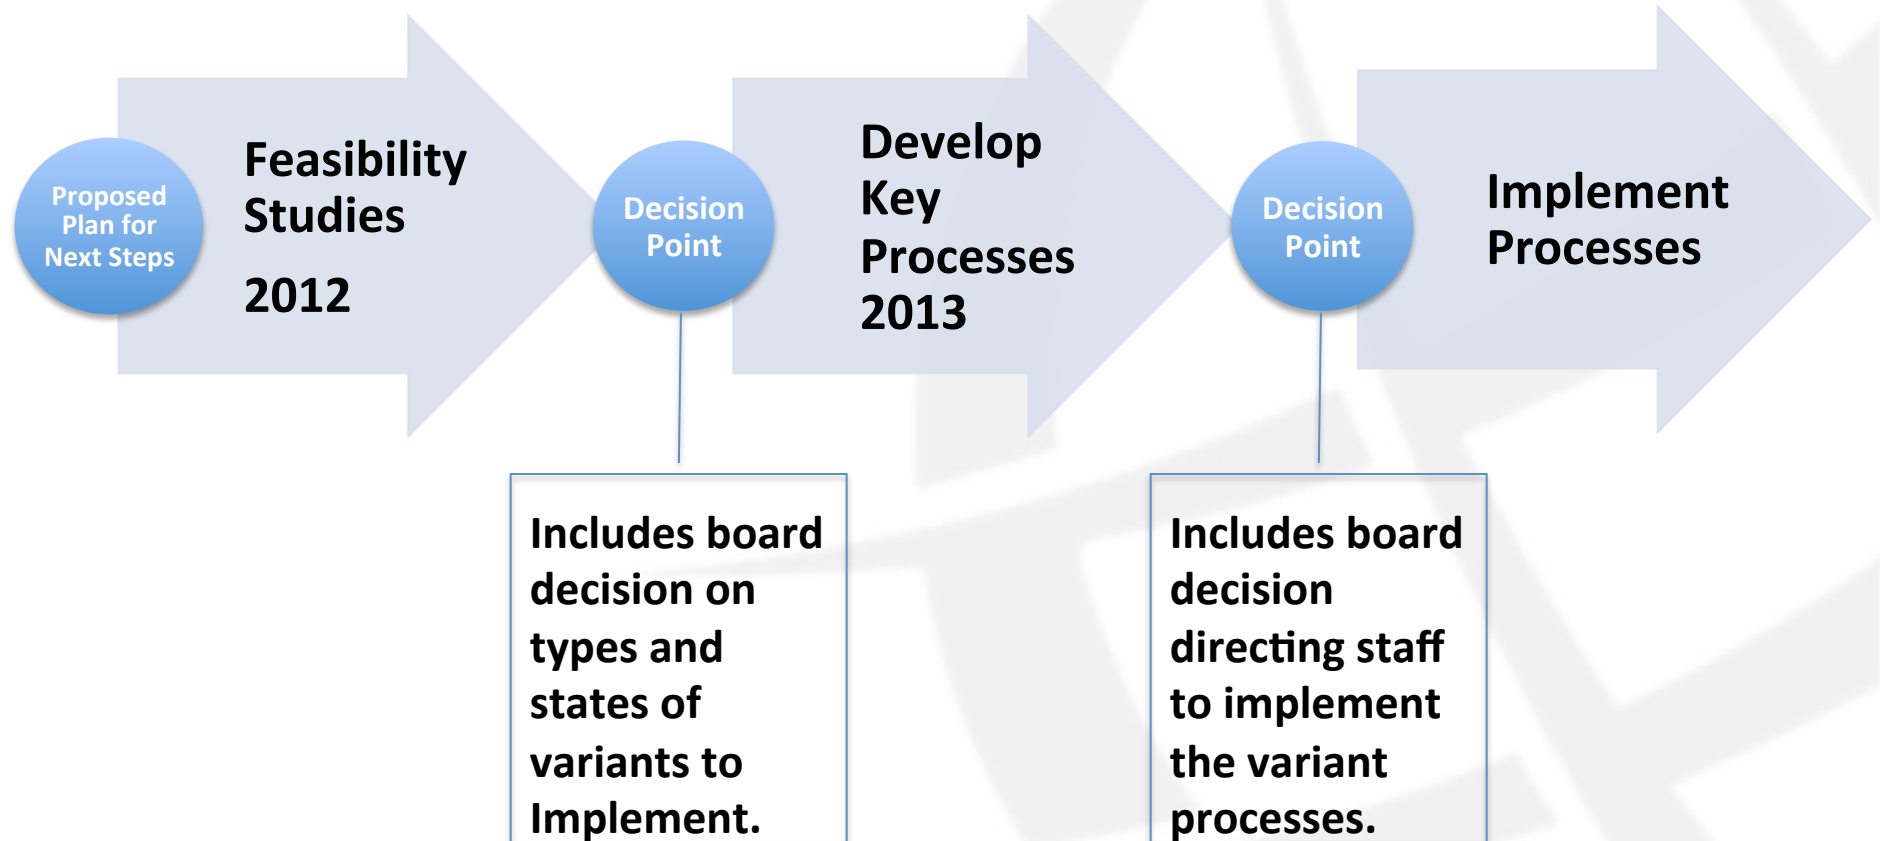 Proposed
Plan for
Next Steps
Feasibility
Studies
2012
Decision
Point
Develop
Key
Processes
2013
Decision
Point
Implement
Processes
Includes board
decision on
types and
states of
variants to
Implement.
Includes board
decision
directing staff
to implement
the variant
processes.